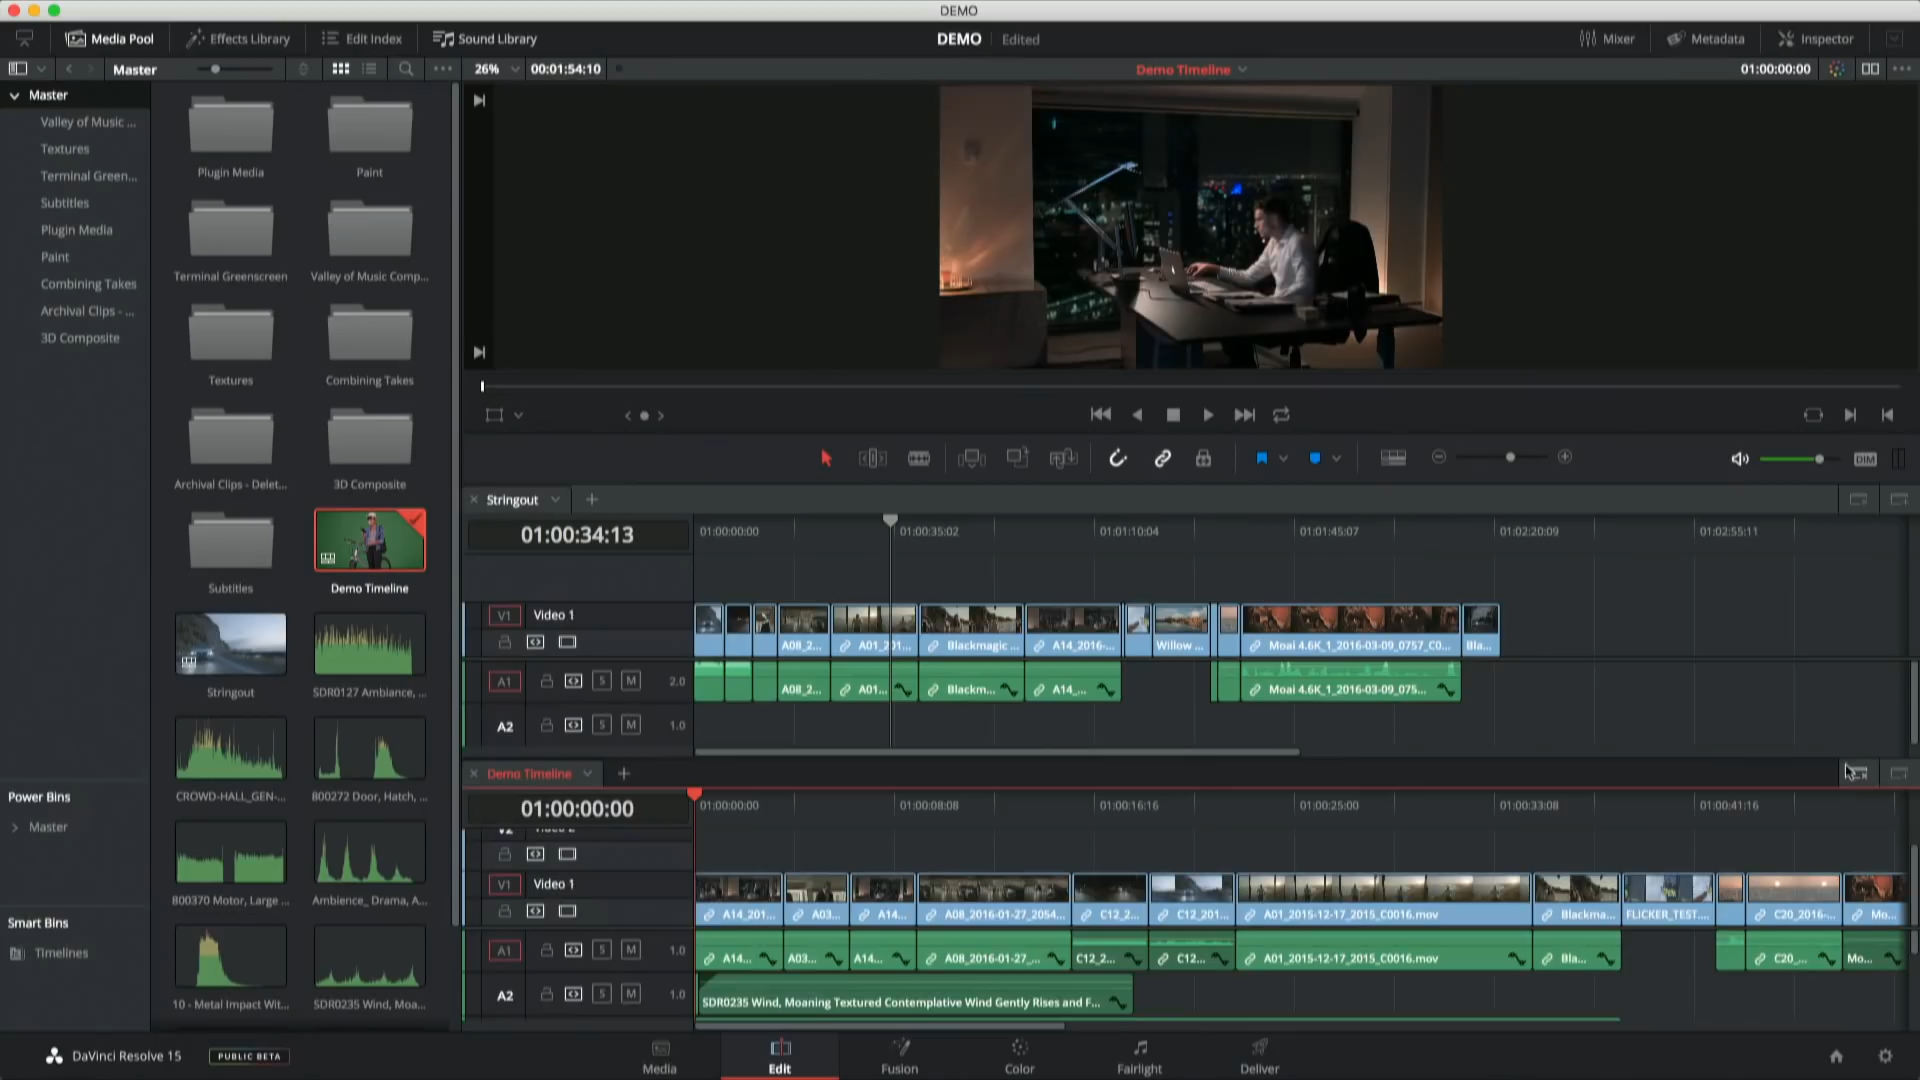 DEMO
Media Pool
Effects Library
Edit Index
Sound Library
DEMO
Edited
Mixer
Metadata
Inspector
Master
26%
00:01:54:10
Demo Timeline
01:00:00:00
Master
Valley of Music ...
Textures
Terminal Green...
Subtitles
Plugin Media
Paint
Combining Takes
Archival Clips - ...
3D Composite
Power Bins
Master
Smart Bins
Timelines
Plugin Media
Paint
Terminal Greenscreen
Valley of Music Comp...
Textures
Combining Takes
Archival Clips - Delet...
3D Composite
Subtitles
Demo Timeline
Stringout
SDR0127 Ambiance, ...
CROWD-HALL_GEN-...
800272 Door, Hatch, ...
800370 Motor, Large ...
Ambience_ Drama, A...
10 - Metal Impact Wit...
SDR0235 Wind, Moa...
DIM
Stringout
01:00:34:13
01:00:00:00
01:00:35:02
01:00:10:04
01:01:45:07
01:02:20:09
01:02:55:11
V1
Video 1
A08_2...
A01_201...
Blackmagic ...
A14_2016-...
Willow ...
Moai 4.6K_1_2016-03-09_0757_C0...
Bla...
A1
S
M
2.0
A08_2...
A01...
Blackm...
A14_...
Moai 4.6K_1_2016-03-09_075...
A2
S
M
1.0
Demo Timeline
01:00:00:00
01:00:00:00
01:00:08:08
01:00:16:16
01:00:25:00
01:00:33:08
01:00:41:16
V2
Video 2
V1
Video 1
A14_201...
A03...
A14...
A08_2016-01-27_2054...
C12_2...
C12_201...
A01_2015-12-17_2015_C0016.mov
Blackma...
FLICKER_TEST....
C20_2016-...
Mo...
A1
S
M
1.0
A14...
A03...
A14...
A08_2016-01-27_...
C12_2...
C12...
A01_2015-12-17_2015_C0016.mov
Bla...
C20_...
Mo...
A2
S
M
1.0
SDR0235 Wind, Moaning Textured Contemplative Wind Gently Rises and F...
DaVinci Resolve 15
PUBLIC BETA
Media
Edit
Fusion
Color
Fairlight
Deliver